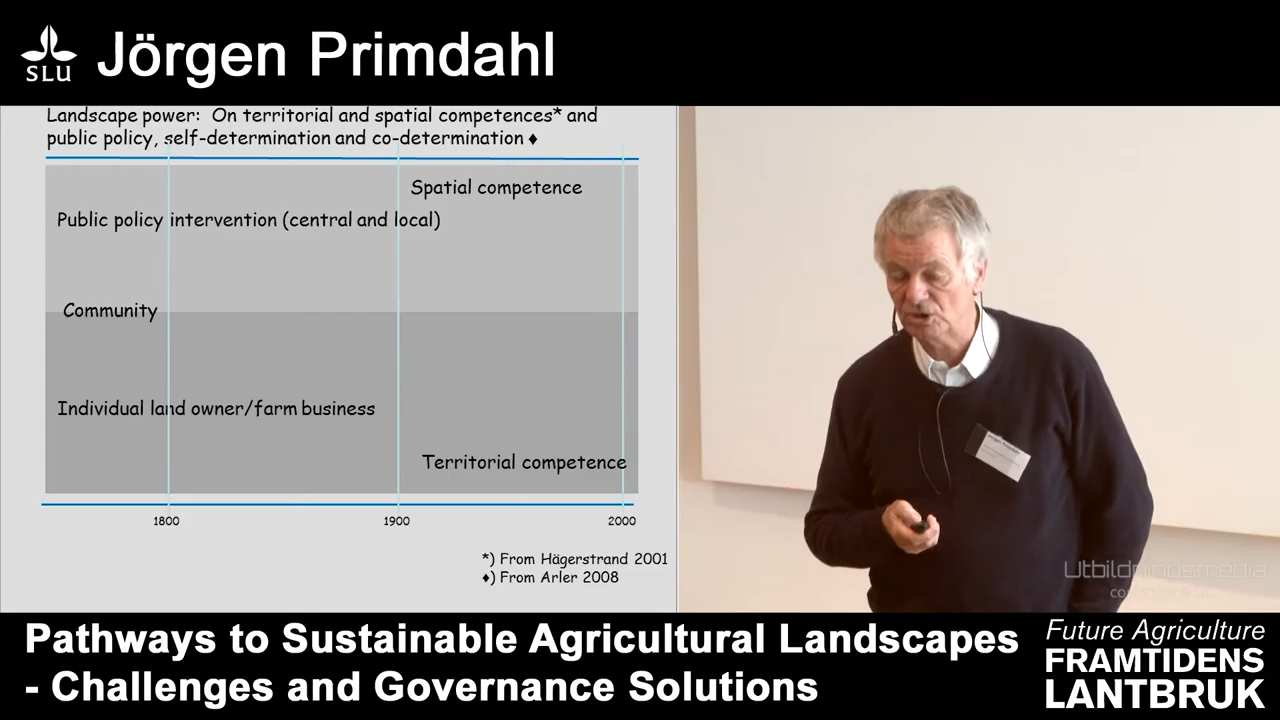 SLU
Jörgen Primdahl
Landscape power: On territorial and spatial competences* and
public policy, self-determination and co-determination ♦
Spatial competence
Public policy intervention (central and local)
Community
Individual land owner/farm business
Territorial competence
1800 1900 2000
*) From Hägerstrand 2001
♦) From Arler 2008
Utbildningsmedia
Pathways to Sustainable Agricultural Landscapes
- Challenges and Governance Solutions
Future Agriculture
FRAMTIDENS
LANTBRUK